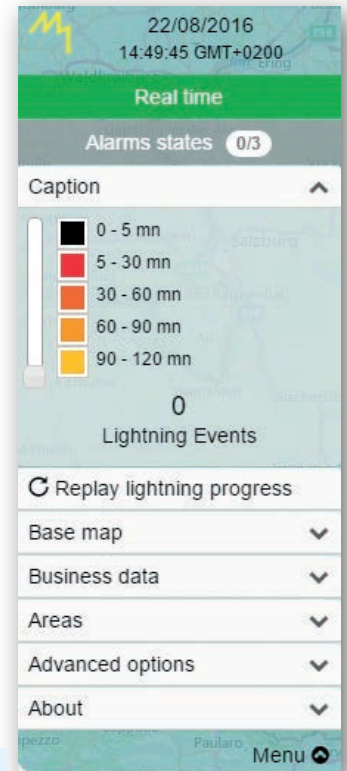 22/08/2016
14:49:45 GMT+0200
Real time
Alarms states 0/3
Caption
0 - 5 mn
5 - 30 mn
30 - 60 mn
60 - 90 mn
90 - 120 mn
Salzburg
0
Lightning Events
Replay lightning progress
Base map
Business data
Areas
Advanced options
About
Paularo
Menu